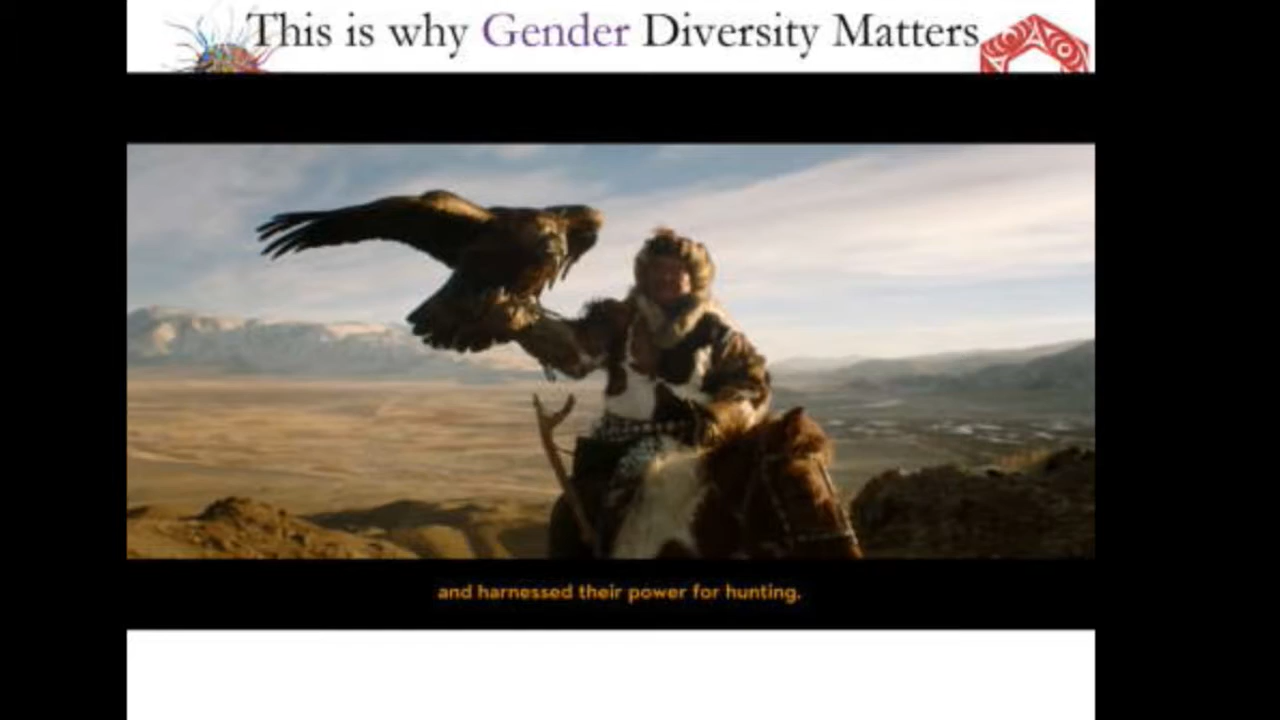 This is why Gender Diversity Matters
and harnessed their power for hunting.